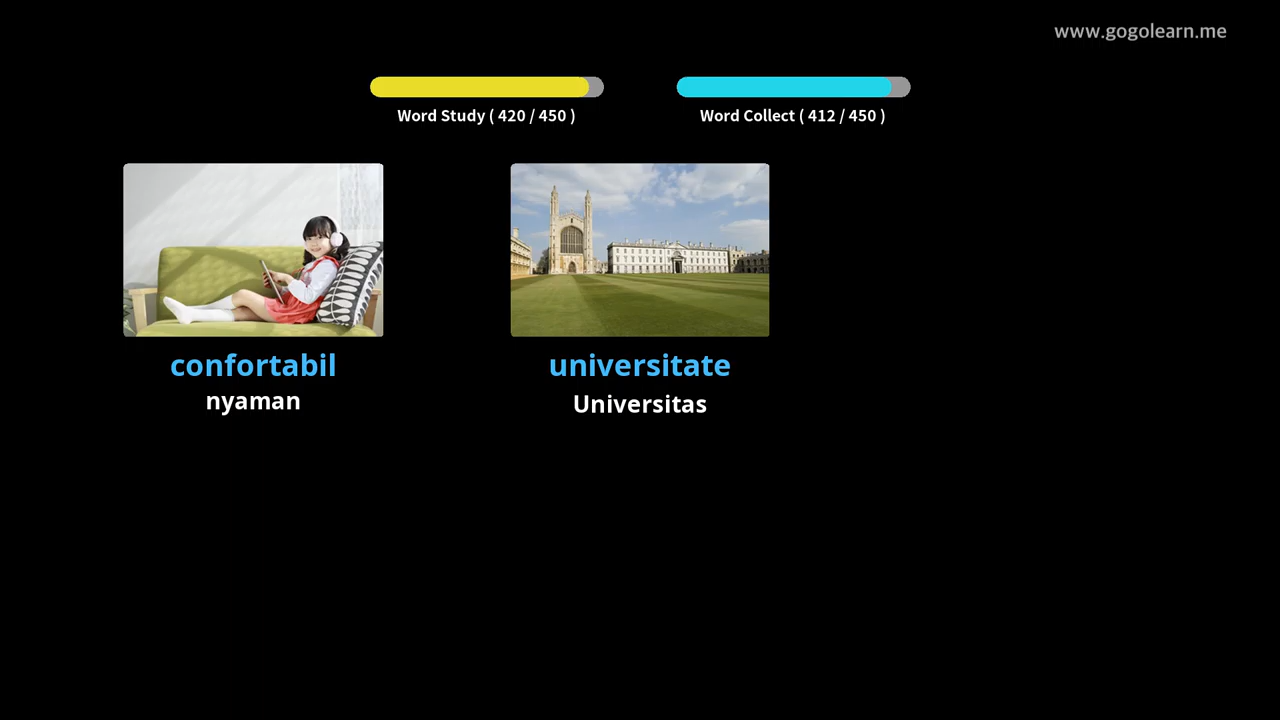 www.gogolearn.me
Word Study ( 420 / 450 )
Word Collect ( 412 / 450 )
confortabil
nyaman
universitate
Universitas